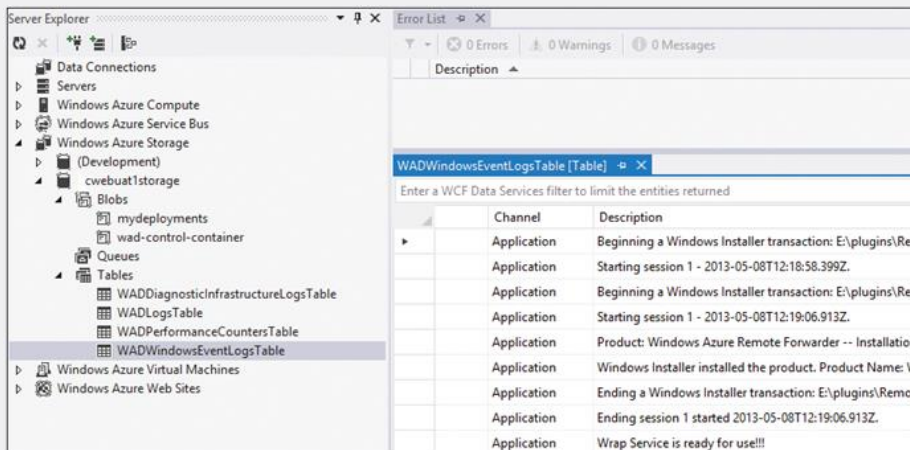 Server Explorer
Data Connections
Servers
Windows Azure Compute
Windows Azure Service Bus
Windows Azure Storage
(Development)
cwebuat1storage
Blobs
mydeployments
wad-control-container
Queues
Tables
WADDiagnosticInfrastructureLogsTable
WADLogsTable
WADPerformanceCountersTable
WADWindowsEventLogsTable
Windows Azure Virtual Machines
Windows Azure Web Sites
Error List
0 Errors 0 Warnings 0 Messages
Description
WADWindowsEventLogsTable [Table]
Enter a WCF Data Services filter to limit the entities returned
Channel Description
Application Beginning a Windows Installer transaction: E:\plugins\Re
Application Starting session 1 - 2013-05-08T12:18:58.399Z.
Application Beginning a Windows Installer transaction: E:\plugins\Re
Application Starting session 1 - 2013-05-08T12:19:06.913Z.
Application Product: Windows Azure Remote Forwarder -- Installatio
Application Windows Installer installed the product. Product Name: W
Application Ending a Windows Installer transaction: E:\plugins\Remo
Application Ending session 1 started 2013-05-08T12:19:06.913Z.
Application Wrap Service is ready for use!!!